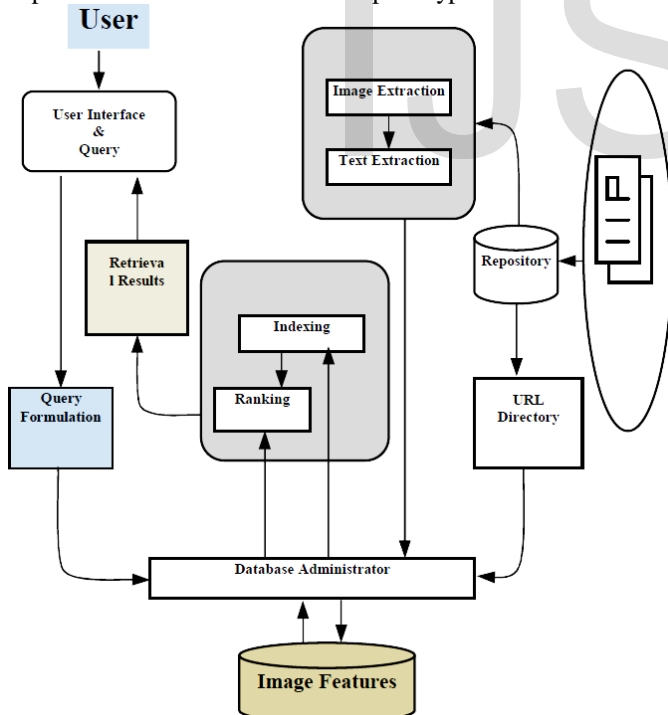 User
User Interface
&
Query
Image Extraction
Text Extraction
Repository
Retrieva
l Results
Indexing
Ranking
Query
Formulation
URL
Directory
Database Administrator
Image Features